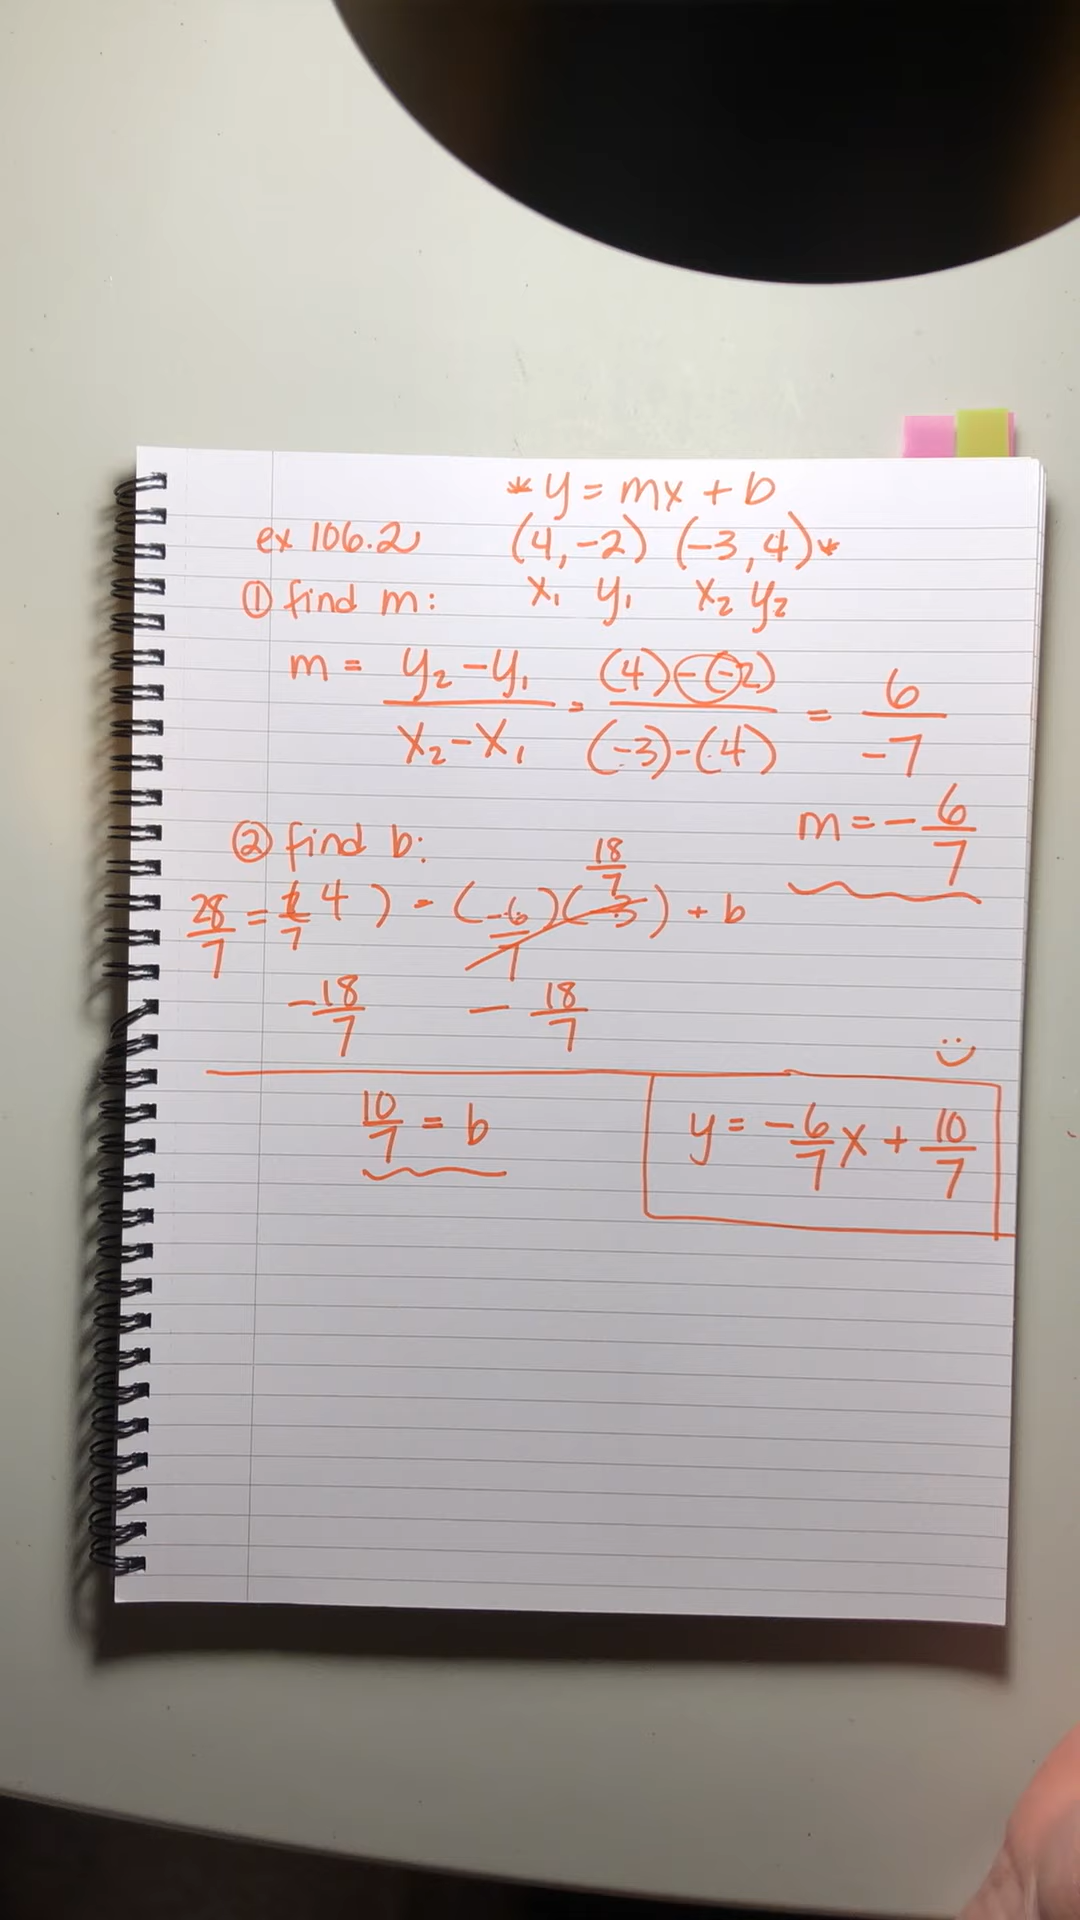 * y = mx + b
ex 106.2 (4, -2) (-3, 4) *
① find m: x₁ y₁ x₂ y₂
m = y₂ - y₁ / x₂ - x₁ = (4) - (-2) / (-3) - (4) = 6 / -7
m = - 6/7
② find b:
18/7
28/7 = 4 ) = (-6/7)(-3) + b
-18/7 - 18/7
10/7 = b
y = -6/7 x + 10/7